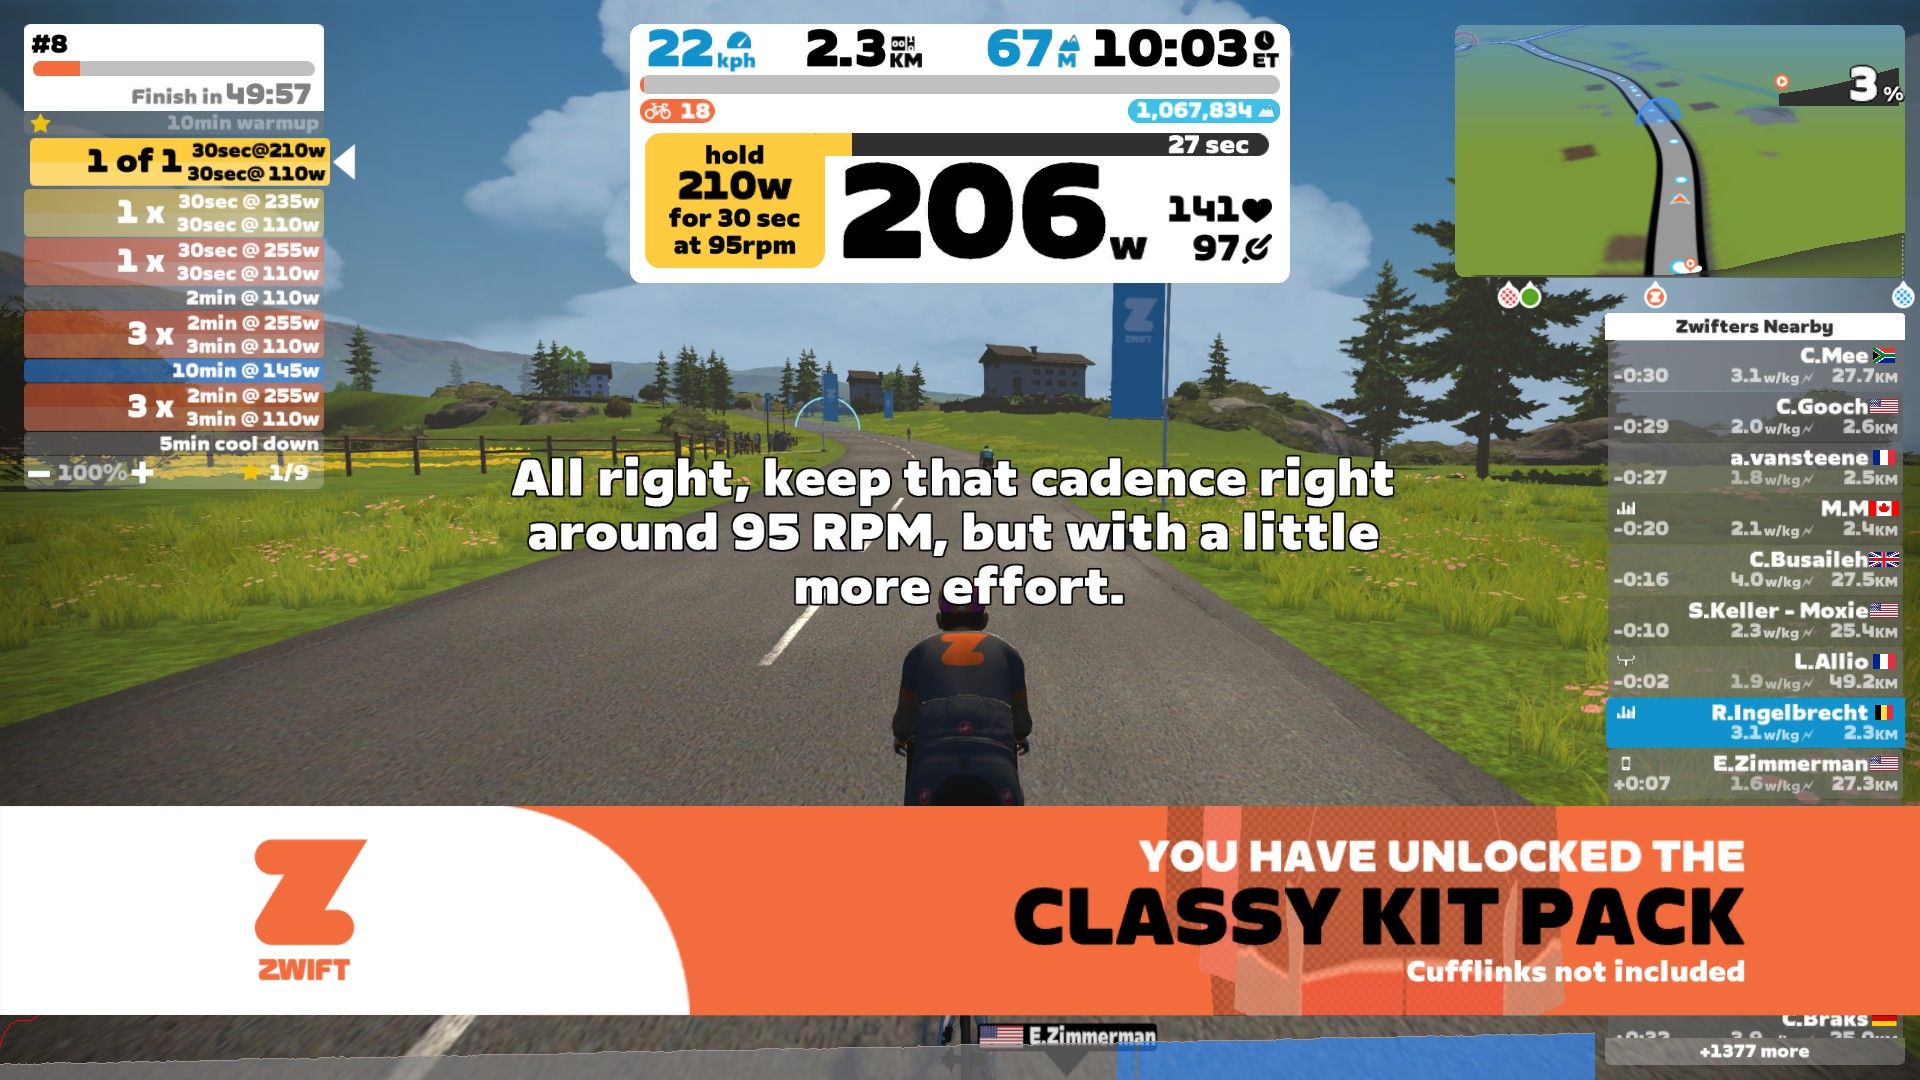 #8
Finish in 49:57
10min warmup
1 of 1 30sec@210w
30sec@110w
1 x 30sec @ 235w
30sec @ 110w
1 x 30sec @ 255w
30sec @ 110w
2min @ 110w
3 x 2min @ 255w
3min @ 110w
10min @ 145w
3 x 2min @ 255w
3min @ 110w
5min cool down
− 100% + 1/9
22 kph 2.3 KM 67 M 10:03 ET
18 1,067,834
27 sec
hold
210w
for 30 sec
at 95rpm
206 w
141
97
3 %
ZWIFT
Zwifters Nearby
C.Mee
-0:30 3.1 w/kg 27.7 KM
C.Gooch
-0:29 2.0 w/kg 2.6 KM
a.vansteene
-0:27 1.8 w/kg 2.5 KM
M.M
-0:20 2.1 w/kg 2.4 KM
C.Busaileh
-0:16 4.0 w/kg 27.5 KM
S.Keller - Moxie
-0:10 2.3 w/kg 25.4 KM
L.Allio
-0:02 1.9 w/kg 49.2 KM
R.Ingelbrecht
3.1 w/kg 2.3 KM
E.Zimmerman
+0:07 1.6 w/kg 27.3 KM
All right, keep that cadence right
around 95 RPM, but with a little
more effort.
ZWIFT
YOU HAVE UNLOCKED THE
CLASSY KIT PACK
Cufflinks not included
E.Zimmerman
C.Braks
+1377 more